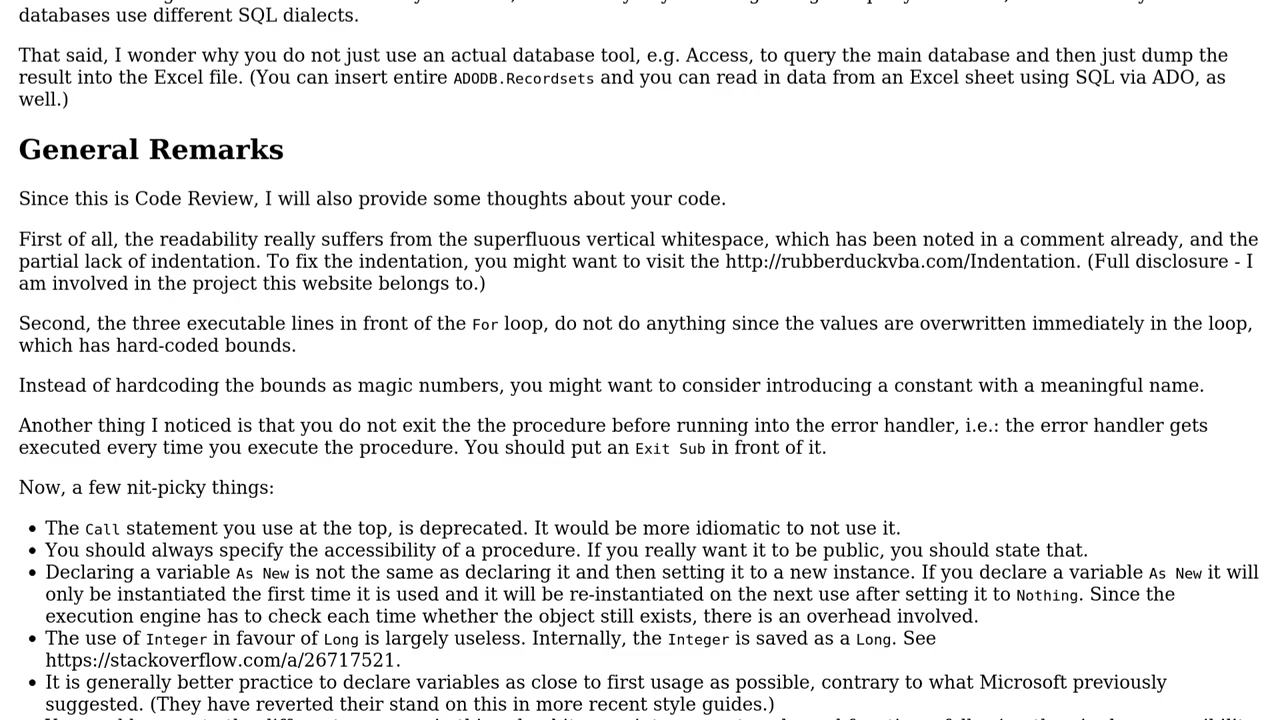 databases use different SQL dialects.
That said, I wonder why you do not just use an actual database tool, e.g. Access, to query the main database and then just dump the
result into the Excel file. (You can insert entire ADODB.Recordsets and you can read in data from an Excel sheet using SQL via ADO, as
well.)
General Remarks
Since this is Code Review, I will also provide some thoughts about your code.
First of all, the readability really suffers from the superfluous vertical whitespace, which has been noted in a comment already, and the
partial lack of indentation. To fix the indentation, you might want to visit the http://rubberduckvba.com/Indentation. (Full disclosure - I
am involved in the project this website belongs to.)
Second, the three executable lines in front of the For loop, do not do anything since the values are overwritten immediately in the loop,
which has hard-coded bounds.
Instead of hardcoding the bounds as magic numbers, you might want to consider introducing a constant with a meaningful name.
Another thing I noticed is that you do not exit the the procedure before running into the error handler, i.e.: the error handler gets
executed every time you execute the procedure. You should put an Exit Sub in front of it.
Now, a few nit-picky things:
• The Call statement you use at the top, is deprecated. It would be more idiomatic to not use it.
• You should always specify the accessibility of a procedure. If you really want it to be public, you should state that.
• Declaring a variable As New is not the same as declaring it and then setting it to a new instance. If you declare a variable As New it will
only be instantiated the first time it is used and it will be re-instantiated on the next use after setting it to Nothing. Since the
execution engine has to check each time whether the object still exists, there is an overhead involved.
• The use of Integer in favour of Long is largely useless. Internally, the Integer is saved as a Long. See
https://stackoverflow.com/a/26717521.
• It is generally better practice to declare variables as close to first usage as possible, contrary to what Microsoft previously
suggested. (They have reverted their stand on this in more recent style guides.)